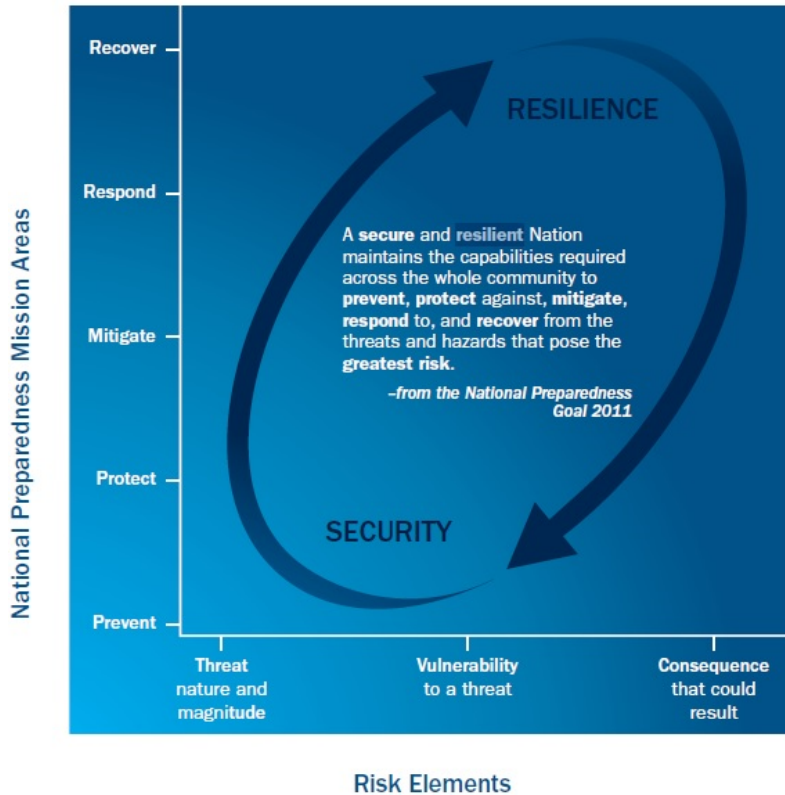 National Preparedness Mission Areas
Recover
Respond
Mitigate
Protect
Prevent
RESILIENCE
A secure and resilient Nation
maintains the capabilities required
across the whole community to
prevent, protect against, mitigate,
respond to, and recover from the
threats and hazards that pose the
greatest risk.
–from the National Preparedness
Goal 2011
SECURITY
Threat
nature and
magnitude
Vulnerability
to a threat
Consequence
that could
result
Risk Elements